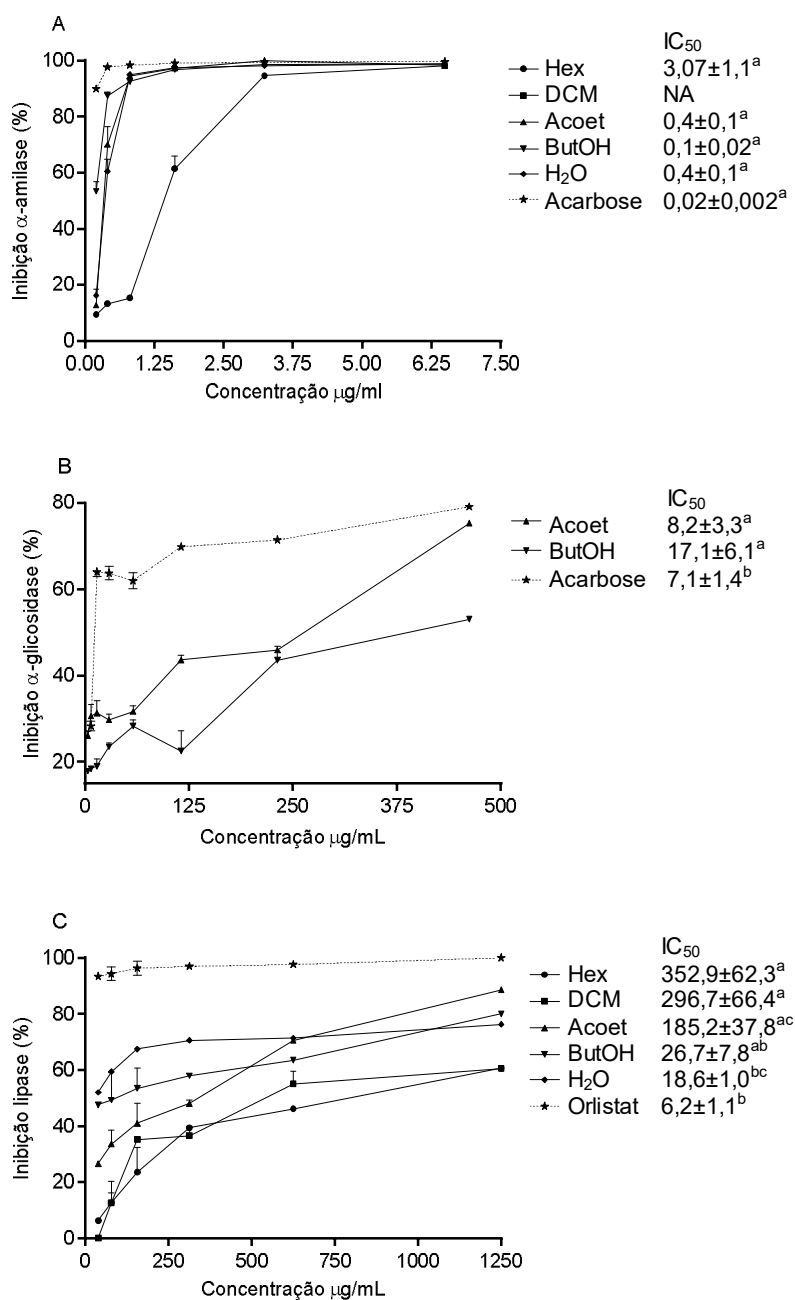 A
Inibição α-amilase (%)
100
80
60
40
20
0
0.00 1.25 2.50 3.75 5.00 6.25 7.50
Concentração μg/ml
IC50
Hex 3,07±1,1a
DCM NA
Acoet 0,4±0,1a
ButOH 0,1±0,02a
H2O 0,4±0,1a
Acarbose 0,02±0,002a
B
Inibição α-glicosidase (%)
80
60
40
20
0 125 250 375 500
Concentração μg/mL
IC50
Acoet 8,2±3,3a
ButOH 17,1±6,1a
Acarbose 7,1±1,4b
C
Inibição lipase (%)
100
80
60
40
20
0
0 250 500 750 1000 1250
Concentração μg/mL
IC50
Hex 352,9±62,3a
DCM 296,7±66,4a
Acoet 185,2±37,8ac
ButOH 26,7±7,8ab
H2O 18,6±1,0bc
Orlistat 6,2±1,1b